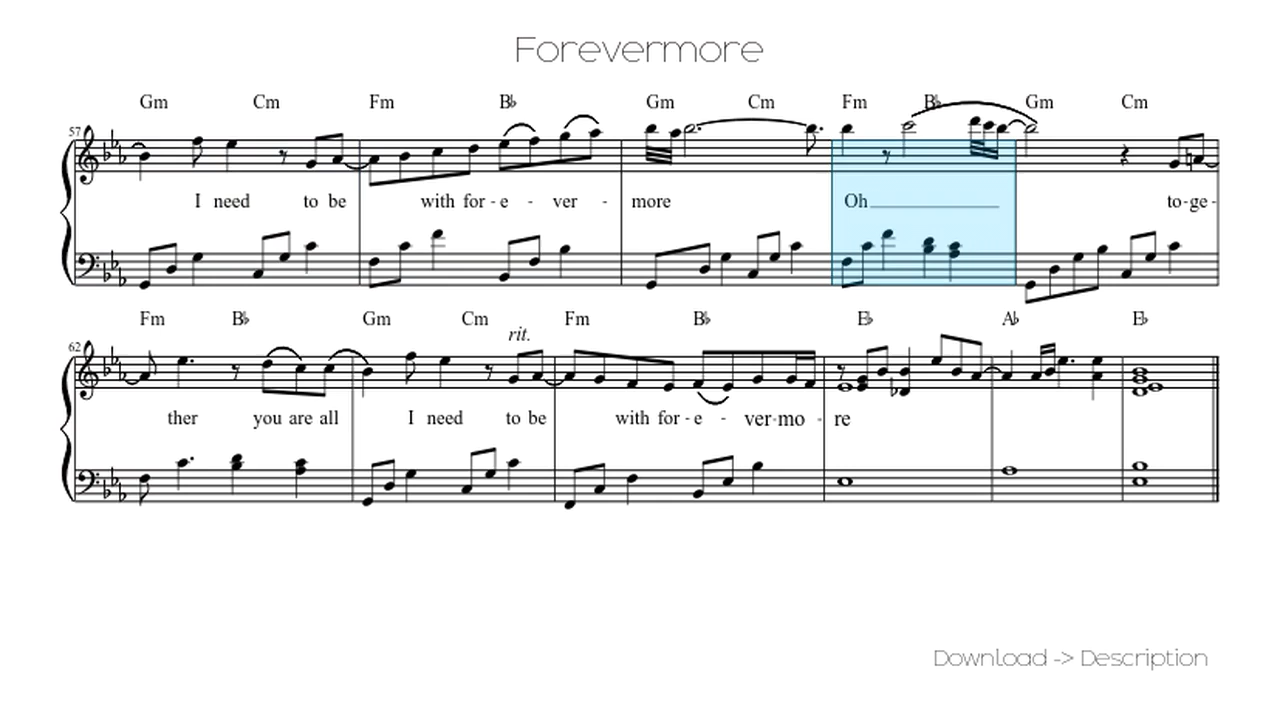 Forevermore
Gm Cm Fm B♭ Gm Cm Fm B♭ Gm Cm
57
I need to be with for - e - ver - more Oh to - ge -
Fm B♭ Gm Cm rit. Fm B♭ E♭ A♭ E♭
62
ther you are all I need to be with for - e - ver - mo - re
Download -> Description